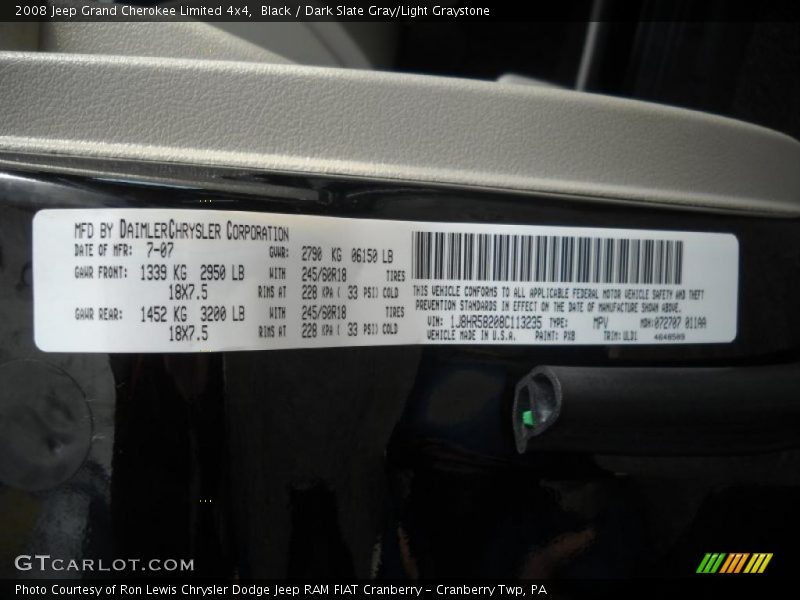 2008 Jeep Grand Cherokee Limited 4x4, Black / Dark Slate Gray/Light Graystone
MFD BY DAIMLERCHRYSLER CORPORATION
DATE OF MFR: 7-07 GVWR: 2790 KG 06150 LB
GAWR FRONT: 1339 KG 2950 LB WITH 245/60R18 TIRES
18X7.5 RIMS AT 228 KPA ( 33 PSI) COLD
GAWR REAR: 1452 KG 3200 LB WITH 245/60R18 TIRES
18X7.5 RIMS AT 228 KPA ( 33 PSI) COLD
THIS VEHICLE CONFORMS TO ALL APPLICABLE FEDERAL MOTOR VEHICLE SAFETY AND THEFT
PREVENTION STANDARDS IN EFFECT ON THE DATE OF MANUFACTURE SHOWN ABOVE.
VIN: 1J8HR58208C113235 TYPE: MPV MDH:072707 011AA
VEHICLE MADE IN U.S.A. PAINT: PX8 TRIM:ULD1
GTCARLOT.COM
Photo Courtesy of Ron Lewis Chrysler Dodge Jeep RAM FIAT Cranberry – Cranberry Twp, PA